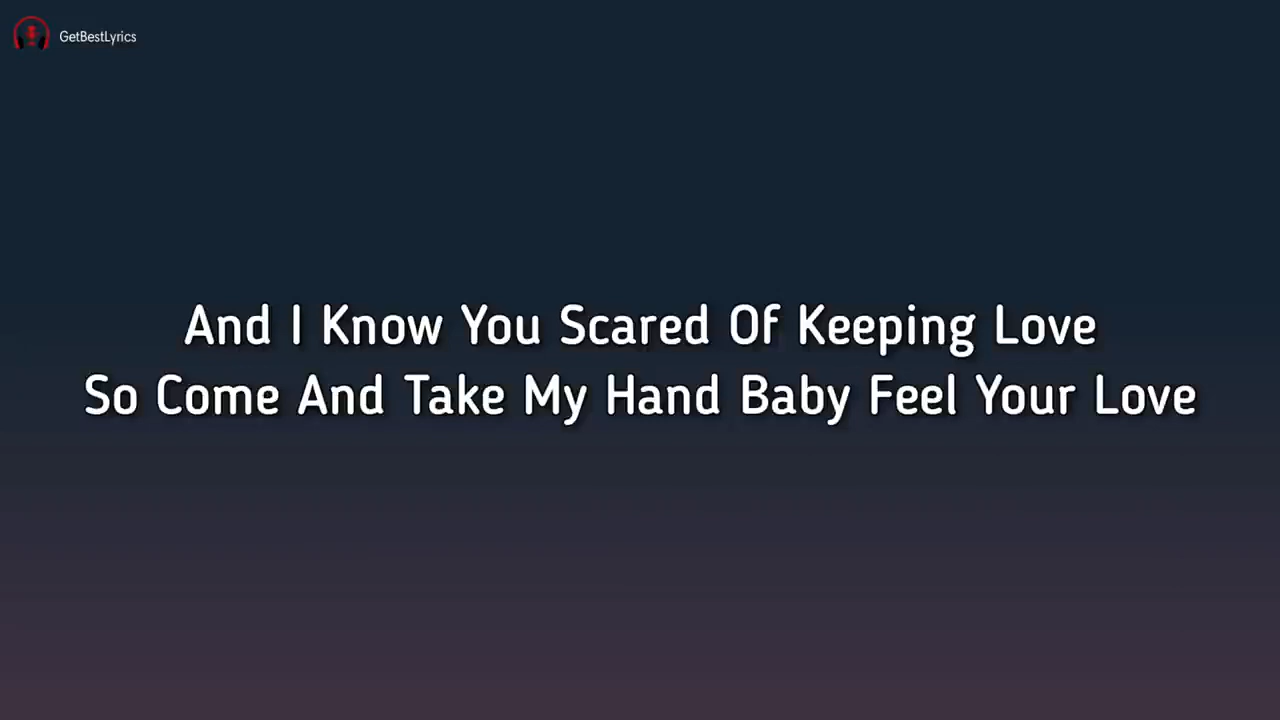 GetBestLyrics
And I Know You Scared Of Keeping Love
So Come And Take My Hand Baby Feel Your Love